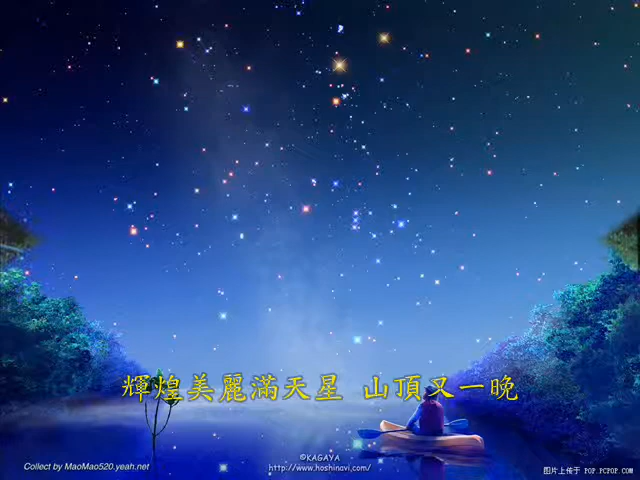 輝煌美麗滿天星 山頂又一晚
©KAGAYA
http://www.hoshinavi.com/
Collect by MaoMao520.yeah.net
图片上传于 POP.PCPOP.COM